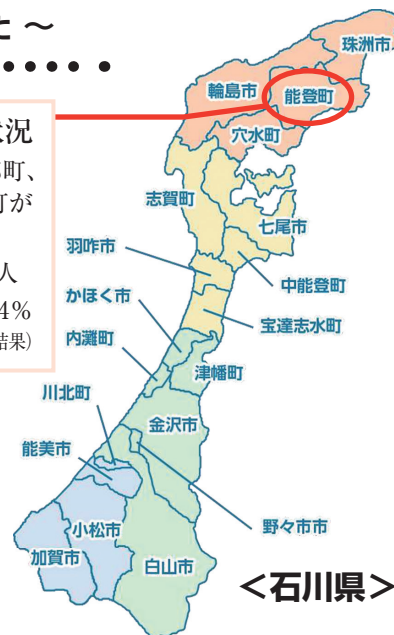 た～
●●●●●●
状況
町、
町が
人
4%
結果)
珠洲市
輪島市
能登町
穴水町
志賀町
七尾市
羽咋市
中能登町
かほく市
宝達志水町
内灘町
津幡町
川北町
金沢市
能美市
野々市市
小松市
加賀市
白山市
＜石川県＞